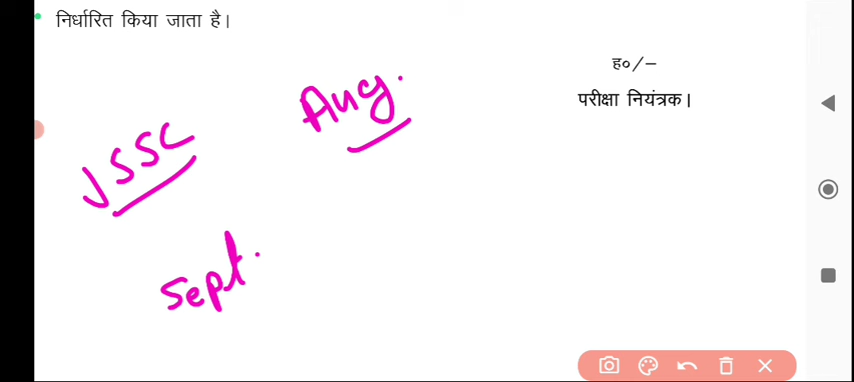 निर्धारित किया जाता है।
ह०/–
परीक्षा नियंत्रक।
Aug.
JSSC
Sept.